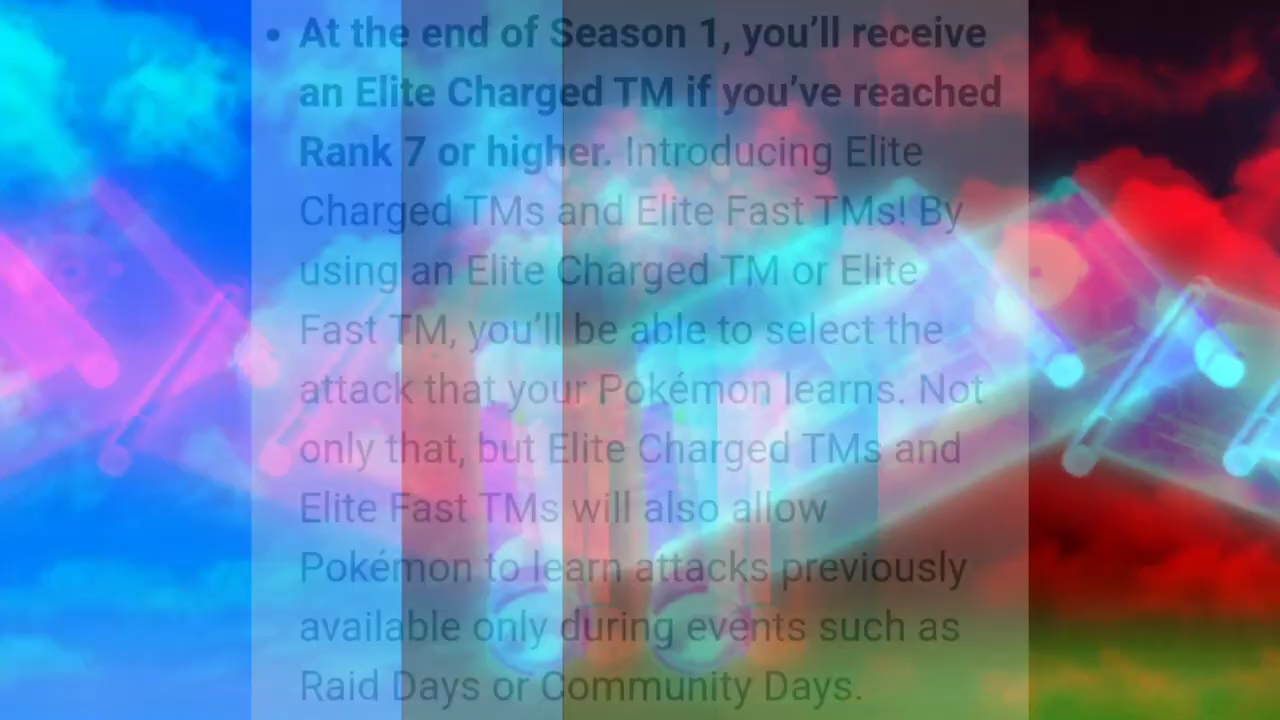 • At the end of Season 1, you’ll receive
an Elite Charged TM if you’ve reached
Rank 7 or higher. Introducing Elite
Charged TMs and Elite Fast TMs! By
using an Elite Charged TM or Elite
Fast TM, you’ll be able to select the
attack that your Pokémon learns. Not
only that, but Elite Charged TMs and
Elite Fast TMs will also allow
Pokémon to learn attacks previously
available only during events such as
Raid Days or Community Days.